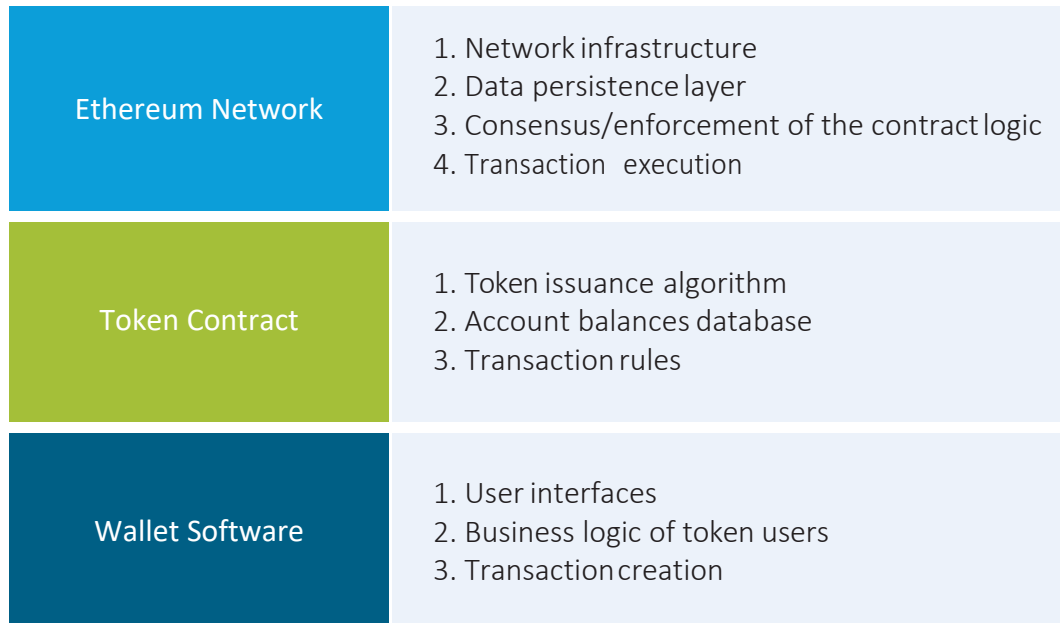 Ethereum Network
1. Network infrastructure
2. Data persistence layer
3. Consensus/enforcement of the contract logic
4. Transaction execution
Token Contract
1. Token issuance algorithm
2. Account balances database
3. Transaction rules
Wallet Software
1. User interfaces
2. Business logic of token users
3. Transaction creation